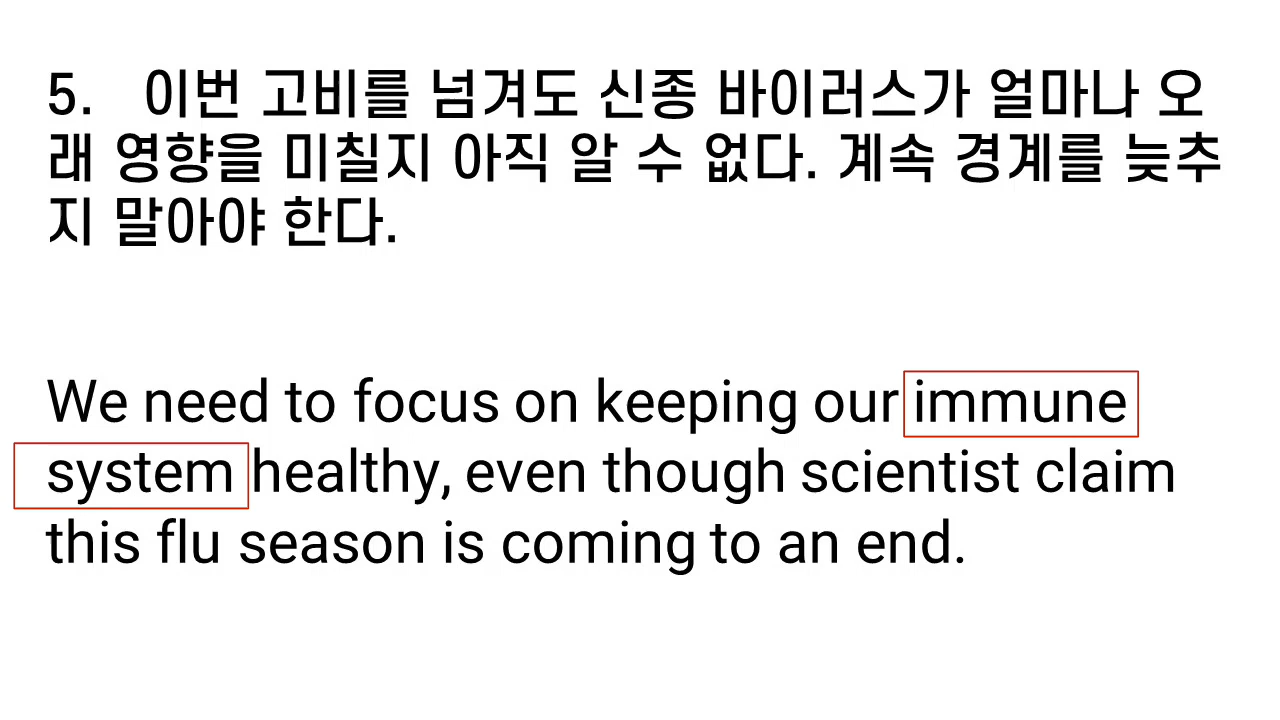 5. 이번 고비를 넘겨도 신종 바이러스가 얼마나 오
래 영향을 미칠지 아직 알 수 없다. 계속 경계를 늦추
지 말아야 한다.
We need to focus on keeping our immune
system healthy, even though scientist claim
this flu season is coming to an end.